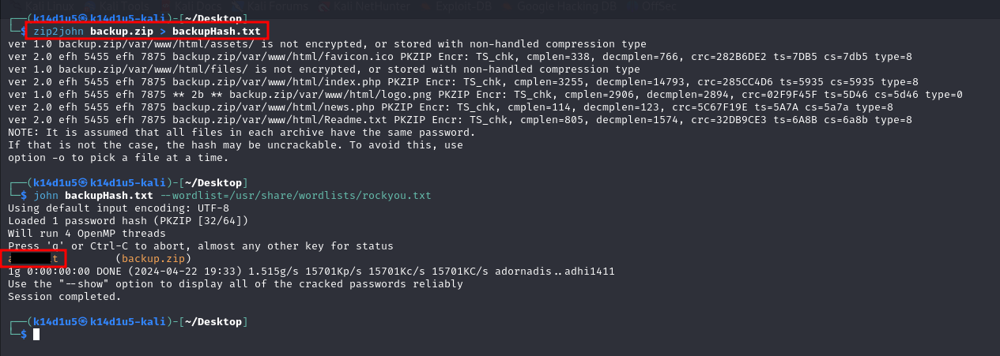 Kali Linux Kali Tools Kali Docs Kali Forums Kali NetHunter Exploit-DB Google Hacking DB OffSec
┌──(k14d1u5㉿k14d1u5-kali)-[~/Desktop]
└─$ zip2john backup.zip > backupHash.txt
ver 1.0 backup.zip/var/www/html/assets/ is not encrypted, or stored with non-handled compression type
ver 2.0 efh 5455 efh 7875 backup.zip/var/www/html/favicon.ico PKZIP Encr: TS_chk, cmplen=338, decmplen=766, crc=282B6DE2 ts=7DB5 cs=7db5 type=8
ver 1.0 backup.zip/var/www/html/files/ is not encrypted, or stored with non-handled compression type
ver 2.0 efh 5455 efh 7875 backup.zip/var/www/html/index.php PKZIP Encr: TS_chk, cmplen=3255, decmplen=14793, crc=285CC4D6 ts=5935 cs=5935 type=8
ver 1.0 efh 5455 efh 7875 ** 2b ** backup.zip/var/www/html/logo.png PKZIP Encr: TS_chk, cmplen=2906, decmplen=2894, crc=02F9F45F ts=5D46 cs=5d46 type=0
ver 2.0 efh 5455 efh 7875 backup.zip/var/www/html/news.php PKZIP Encr: TS_chk, cmplen=114, decmplen=123, crc=5C67F19E ts=5A7A cs=5a7a type=8
ver 2.0 efh 5455 efh 7875 backup.zip/var/www/html/Readme.txt PKZIP Encr: TS_chk, cmplen=805, decmplen=1574, crc=32DB9CE3 ts=6A8B cs=6a8b type=8
NOTE: It is assumed that all files in each archive have the same password.
If that is not the case, the hash may be uncrackable. To avoid this, use
option -o to pick a file at a time.
┌──(k14d1u5㉿k14d1u5-kali)-[~/Desktop]
└─$ john backupHash.txt --wordlist=/usr/share/wordlists/rockyou.txt
Using default input encoding: UTF-8
Loaded 1 password hash (PKZIP [32/64])
Will run 4 OpenMP threads
Press 'q' or Ctrl-C to abort, almost any other key for status
(backup.zip)
1g 0:00:00:00 DONE (2024-04-22 19:33) 1.515g/s 15701Kp/s 15701Kc/s 15701KC/s adornadis..adhi1411
Use the "--show" option to display all of the cracked passwords reliably
Session completed.
┌──(k14d1u5㉿k14d1u5-kali)-[~/Desktop]
└─$